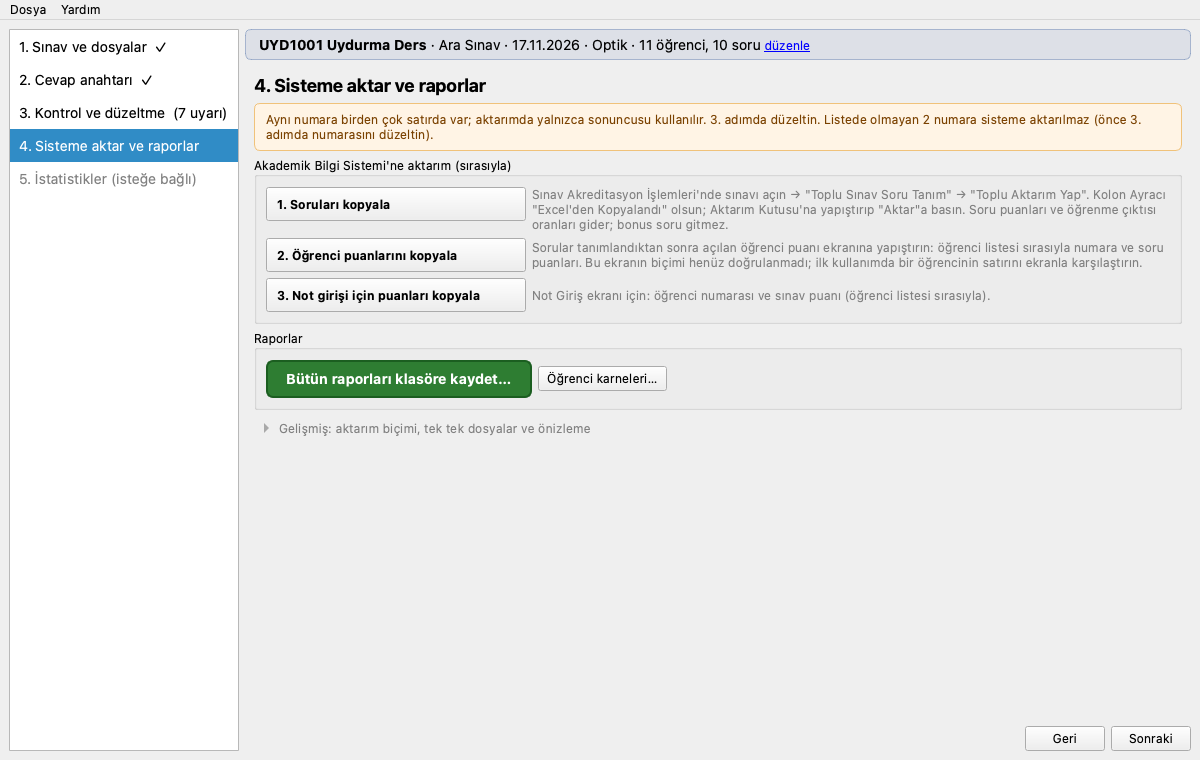 Dosya Yardım
1. Sınav ve dosyalar ✓
2. Cevap anahtarı ✓
3. Kontrol ve düzeltme (7 uyarı)
4. Sisteme aktar ve raporlar
5. İstatistikler (isteğe bağlı)
UYD1001 Uydurma Ders · Ara Sınav · 17.11.2026 · Optik · 11 öğrenci, 10 soru düzenle
4. Sisteme aktar ve raporlar
Aynı numara birden çok satırda var; aktarımda yalnızca sonuncusu kullanılır. 3. adımda düzeltin. Listede olmayan 2 numara sisteme aktarılmaz (önce 3.
adımda numarasını düzeltin).
Akademik Bilgi Sistemi'ne aktarım (sırasıyla)
1. Soruları kopyala
Sınav Akreditasyon İşlemleri'nde sınavı açın → "Toplu Sınav Soru Tanım" → "Toplu Aktarım Yap". Kolon Ayracı
"Excel'den Kopyalandı" olsun; Aktarım Kutusu'na yapıştırıp "Aktar"a basın. Soru puanları ve öğrenme çıktısı
oranları gider; bonus soru gitmez.
2. Öğrenci puanlarını kopyala
Sorular tanımlandıktan sonra açılan öğrenci puanı ekranına yapıştırın: öğrenci listesi sırasıyla numara ve soru
puanları. Bu ekranın biçimi henüz doğrulanmadı; ilk kullanımda bir öğrencinin satırını ekranla karşılaştırın.
3. Not girişi için puanları kopyala
Not Giriş ekranı için: öğrenci numarası ve sınav puanı (öğrenci listesi sırasıyla).
Raporlar
Bütün raporları klasöre kaydet...
Öğrenci karneleri...
Gelişmiş: aktarım biçimi, tek tek dosyalar ve önizleme
Geri
Sonraki